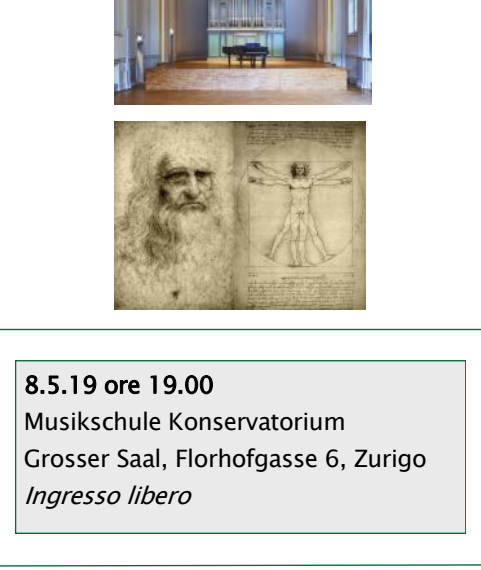 8.5.19 ore 19.00
Musikschule Konservatorium
Grosser Saal, Florhofgasse 6, Zurigo
Ingresso libero